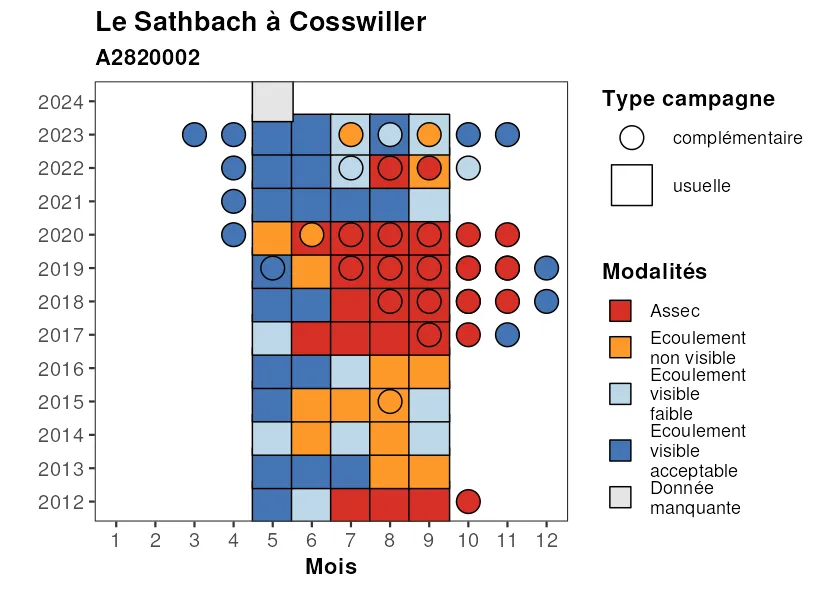 Le Sathbach à Cosswiller
A2820002
2024
2023
2022
2021
2020
2019
2018
2017
2016
2015
2014
2013
2012
1 2 3 4 5 6 7 8 9 10 11 12
Mois
Type campagne
complémentaire
usuelle
Modalités
Assec
Ecoulement
non visible
Ecoulement
visible
faible
Ecoulement
visible
acceptable
Donnée
manquante